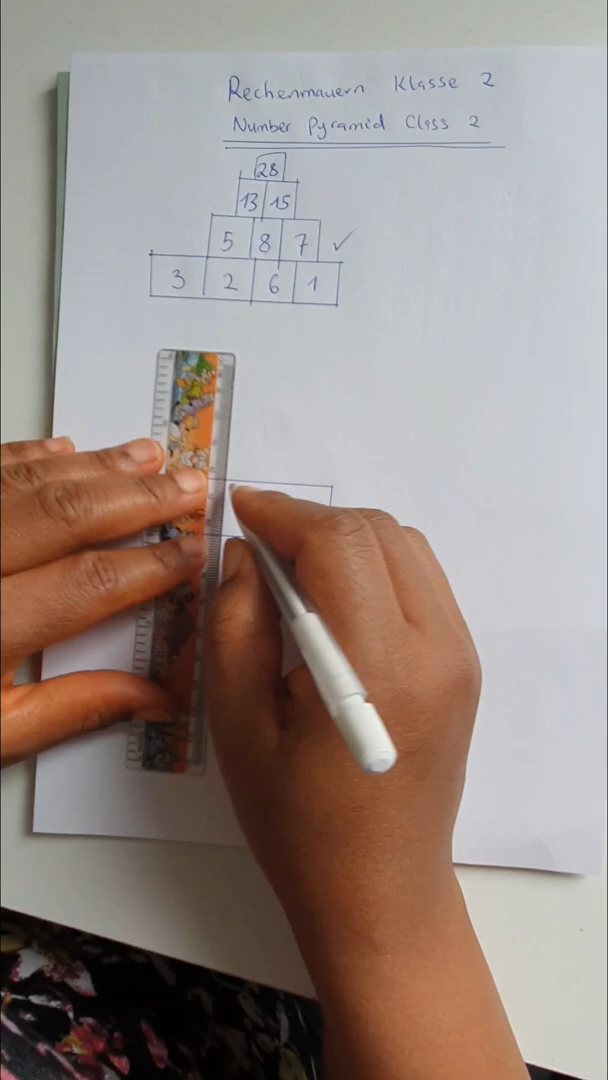 Rechenmauern Klasse 2
Number Pyramid Class 2
28
13 15
5 8 7 ✓
3 2 6 1